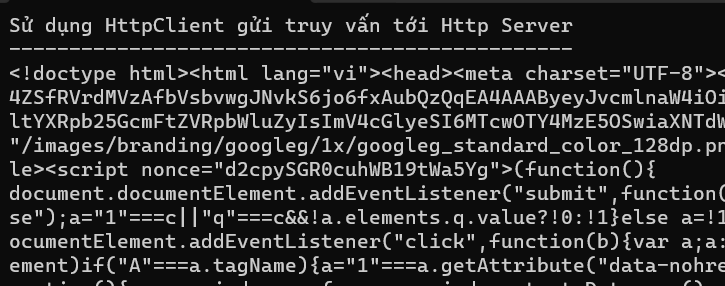 Sử dụng HttpClient gửi truy vấn tới Http Server
-----------------------------------------------
<!doctype html><html lang="vi"><head><meta charset="UTF-8"><
4ZSfRVrdMVzAfbVsbvwgJNvkS6jo6fxAubQzQqEA4AAAByeyJvcmlnaW4iOi
ltYXRpb25GcmFtZVRpbWluZyIsImV4cGlyeSI6MTcwOTY4MzE5OSwiaXNTdW
"/images/branding/googleg/1x/googleg_standard_color_128dp.pn
le><script nonce="d2cpySGR0cuhWB19tWa5Yg">(function(){
document.documentElement.addEventListener("submit",function(
se");a="1"===c||"q"===c&&!a.elements.q.value?!0:!1}else a=!1
ocumentElement.addEventListener("click",function(b){var a;a:
ement)if("A"===a.tagName){a="1"===a.getAttribute("data-nohre